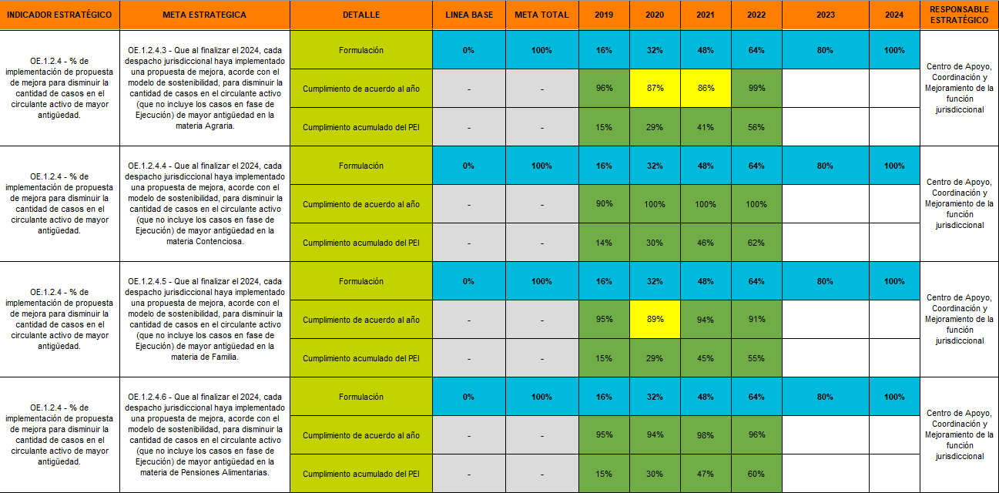 INDICADOR ESTRATÉGICO META ESTRATEGICA DETALLE LINEA BASE META TOTAL 2019 2020 2021 2022 2023 2024 RESPONSABLE
ESTRATÉGICO
OE.1.2.4 - % de
implementación de propuesta
de mejora para disminuir la
cantidad de casos en el
circulante activo de mayor
antigüedad.
OE.1.2.4.3 - Que al finalizar el 2024, cada
despacho jurisdiccional haya implementado
una propuesta de mejora, acorde con el
modelo de sostenibilidad, para disminuir la
cantidad de casos en el circulante activo
(que no incluye los casos en fase de
Ejecución) de mayor antigüedad en la
materia Agraria.
Formulación 0% 100% 16% 32% 48% 64% 80% 100%
Cumplimiento de acuerdo al año - - 96% 87% 86% 99%
Cumplimiento acumulado del PEI - - 15% 29% 41% 56%
Centro de Apoyo,
Coordinación y
Mejoramiento de la
función
jurisdiccional
OE.1.2.4 - % de
implementación de propuesta
de mejora para disminuir la
cantidad de casos en el
circulante activo de mayor
antigüedad.
OE.1.2.4.4 - Que al finalizar el 2024, cada
despacho jurisdiccional haya implementado
una propuesta de mejora, acorde con el
modelo de sostenibilidad, para disminuir la
cantidad de casos en el circulante activo
(que no incluye los casos en fase de
Ejecución) de mayor antigüedad en la
materia Contenciosa.
Formulación 0% 100% 16% 32% 48% 64% 80% 100%
Cumplimiento de acuerdo al año - - 90% 100% 100% 100%
Cumplimiento acumulado del PEI - - 14% 30% 46% 62%
Centro de Apoyo,
Coordinación y
Mejoramiento de la
función
jurisdiccional
OE.1.2.4 - % de
implementación de propuesta
de mejora para disminuir la
cantidad de casos en el
circulante activo de mayor
antigüedad.
OE.1.2.4.5 - Que al finalizar el 2024, cada
despacho jurisdiccional haya implementado
una propuesta de mejora, acorde con el
modelo de sostenibilidad, para disminuir la
cantidad de casos en el circulante activo
(que no incluye los casos en fase de
Ejecución) de mayor antigüedad en la
materia de Familia.
Formulación 0% 100% 16% 32% 48% 64% 80% 100%
Cumplimiento de acuerdo al año - - 95% 89% 94% 91%
Cumplimiento acumulado del PEI - - 15% 29% 45% 55%
Centro de Apoyo,
Coordinación y
Mejoramiento de la
función
jurisdiccional
OE.1.2.4 - % de
implementación de propuesta
de mejora para disminuir la
cantidad de casos en el
circulante activo de mayor
antigüedad.
OE.1.2.4.6 - Que al finalizar el 2024, cada
despacho jurisdiccional haya implementado
una propuesta de mejora, acorde con el
modelo de sostenibilidad, para disminuir la
cantidad de casos en el circulante activo
(que no incluye los casos en fase de
Ejecución) de mayor antigüedad en la
materia de Pensiones Alimentarias.
Formulación 0% 100% 16% 32% 48% 64% 80% 100%
Cumplimiento de acuerdo al año - - 95% 94% 98% 96%
Cumplimiento acumulado del PEI - - 15% 30% 47% 60%
Centro de Apoyo,
Coordinación y
Mejoramiento de la
función
jurisdiccional